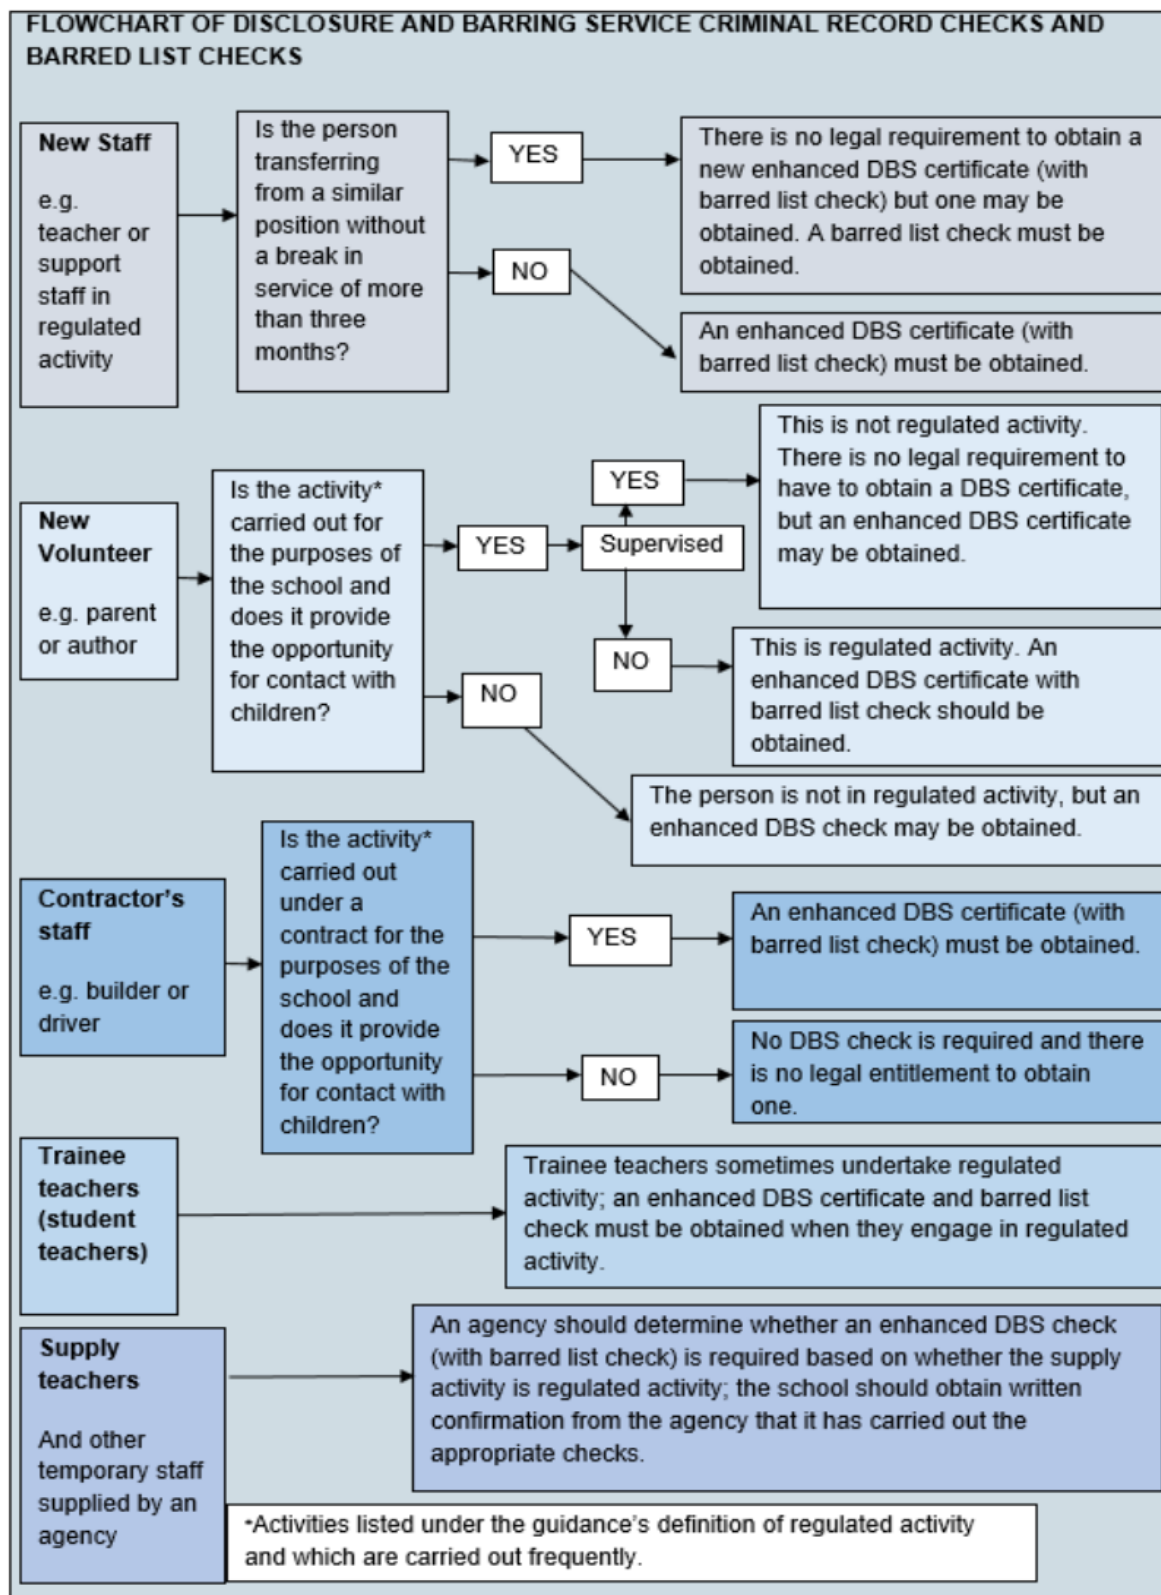 FLOWCHART OF DISCLOSURE AND BARRING SERVICE CRIMINAL RECORD CHECKS AND
BARRED LIST CHECKS
New Staff
e.g.
teacher or
support
staff in
regulated
activity
Is the person
transferring
from a similar
position without
a break in
service of more
than three
months?
YES
There is no legal requirement to obtain a
new enhanced DBS certificate (with
barred list check) but one may be
obtained. A barred list check must be
obtained.
NO
An enhanced DBS certificate (with
barred list check) must be obtained.
New
Volunteer
e.g. parent
or author
Is the activity*
carried out for
the purposes of
the school and
does it provide
the opportunity
for contact with
children?
YES
Supervised
YES
This is not regulated activity.
There is no legal requirement to
have to obtain a DBS certificate,
but an enhanced DBS certificate
may be obtained.
NO
This is regulated activity. An
enhanced DBS certificate with
barred list check should be
obtained.
NO
The person is not in regulated activity, but an
enhanced DBS check may be obtained.
Contractor's
staff
e.g. builder or
driver
Is the activity*
carried out
under a
contract for the
purposes of the
school and
does it provide
the opportunity
for contact with
children?
YES
An enhanced DBS certificate (with
barred list check) must be obtained.
NO
No DBS check is required and there
is no legal entitlement to obtain
one.
Trainee
teachers
(student
teachers)
Trainee teachers sometimes undertake regulated
activity; an enhanced DBS certificate and barred list
check must be obtained when they engage in regulated
activity.
Supply
teachers
And other
temporary staff
supplied by an
agency
An agency should determine whether an enhanced DBS check
(with barred list check) is required based on whether the supply
activity is regulated activity; the school should obtain written
confirmation from the agency that it has carried out the
appropriate checks.
*Activities listed under the guidance's definition of regulated activity
and which are carried out frequently.